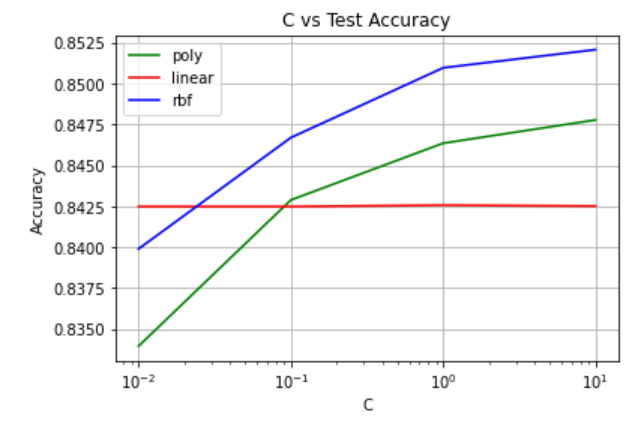 C vs Test Accuracy
0.8525
0.8500
0.8475
0.8450
0.8425
0.8400
0.8375
0.8350
Accuracy
poly
linear
rbf
10⁻² 10⁻¹ 10⁰ 10¹
C